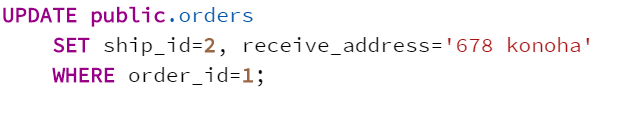 UPDATE public.orders
SET ship_id=2, receive_address='678 konoha'
WHERE order_id=1;